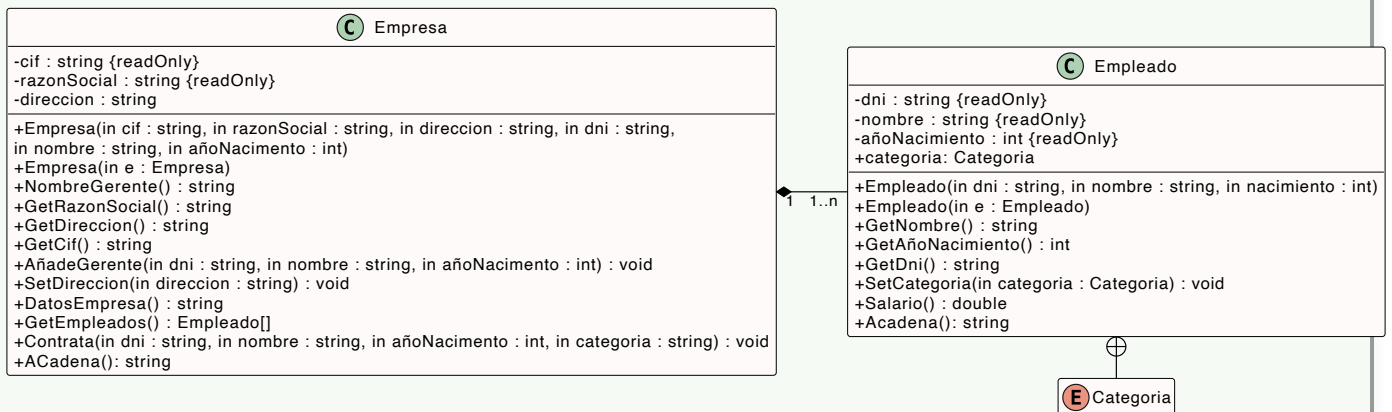 C Empresa
-cif : string {readOnly}
-razonSocial : string {readOnly}
-direccion : string
+Empresa(in cif : string, in razonSocial : string, in direccion : string, in dni : string,
in nombre : string, in añoNacimento : int)
+Empresa(in e : Empresa)
+NombreGerente() : string
+GetRazonSocial() : string
+GetDireccion() : string
+GetCif() : string
+AñadeGerente(in dni : string, in nombre : string, in añoNacimento : int) : void
+SetDireccion(in direccion : string) : void
+DatosEmpresa() : string
+GetEmpleados() : Empleado[]
+Contrata(in dni : string, in nombre : string, in añoNacimento : int, in categoria : string) : void
+ACadena(): string
1 1..n
C Empleado
-dni : string {readOnly}
-nombre : string {readOnly}
-añoNacimiento : int {readOnly}
+categoria: Categoria
+Empleado(in dni : string, in nombre : string, in nacimiento : int)
+Empleado(in e : Empleado)
+GetNombre() : string
+GetAñoNacimiento() : int
+GetDni() : string
+SetCategoria(in categoria : Categoria) : void
+Salario() : double
+Acadena(): string
E Categoria